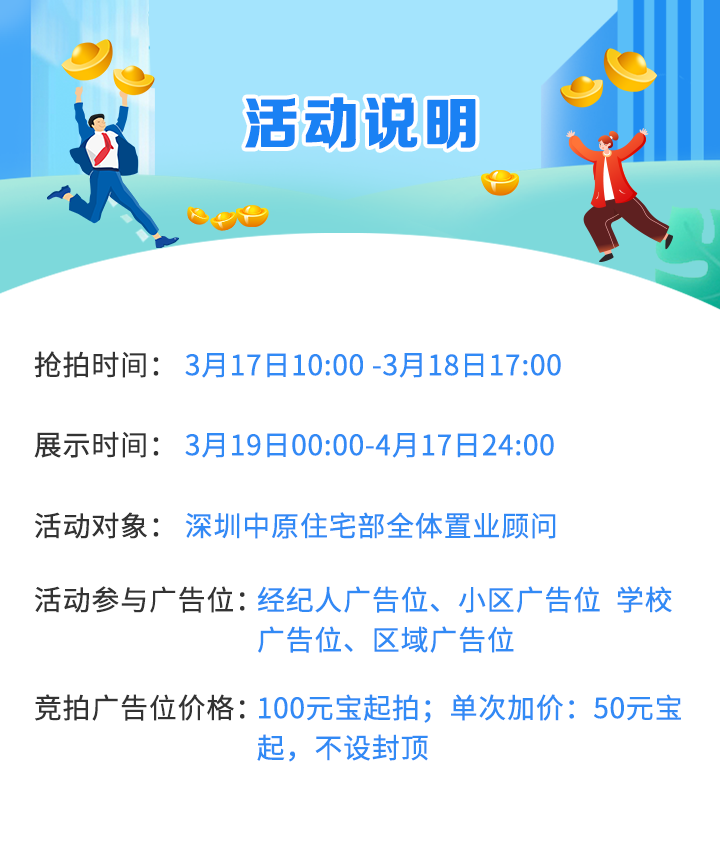 活动说明
抢拍时间： 3月17日10:00 -3月18日17:00
展示时间： 3月19日00:00-4月17日24:00
活动对象： 深圳中原住宅部全体置业顾问
活动参与广告位：经纪人广告位、小区广告位 学校
广告位、区域广告位
竞拍广告位价格：100元宝起拍；单次加价：50元宝
起，不设封顶